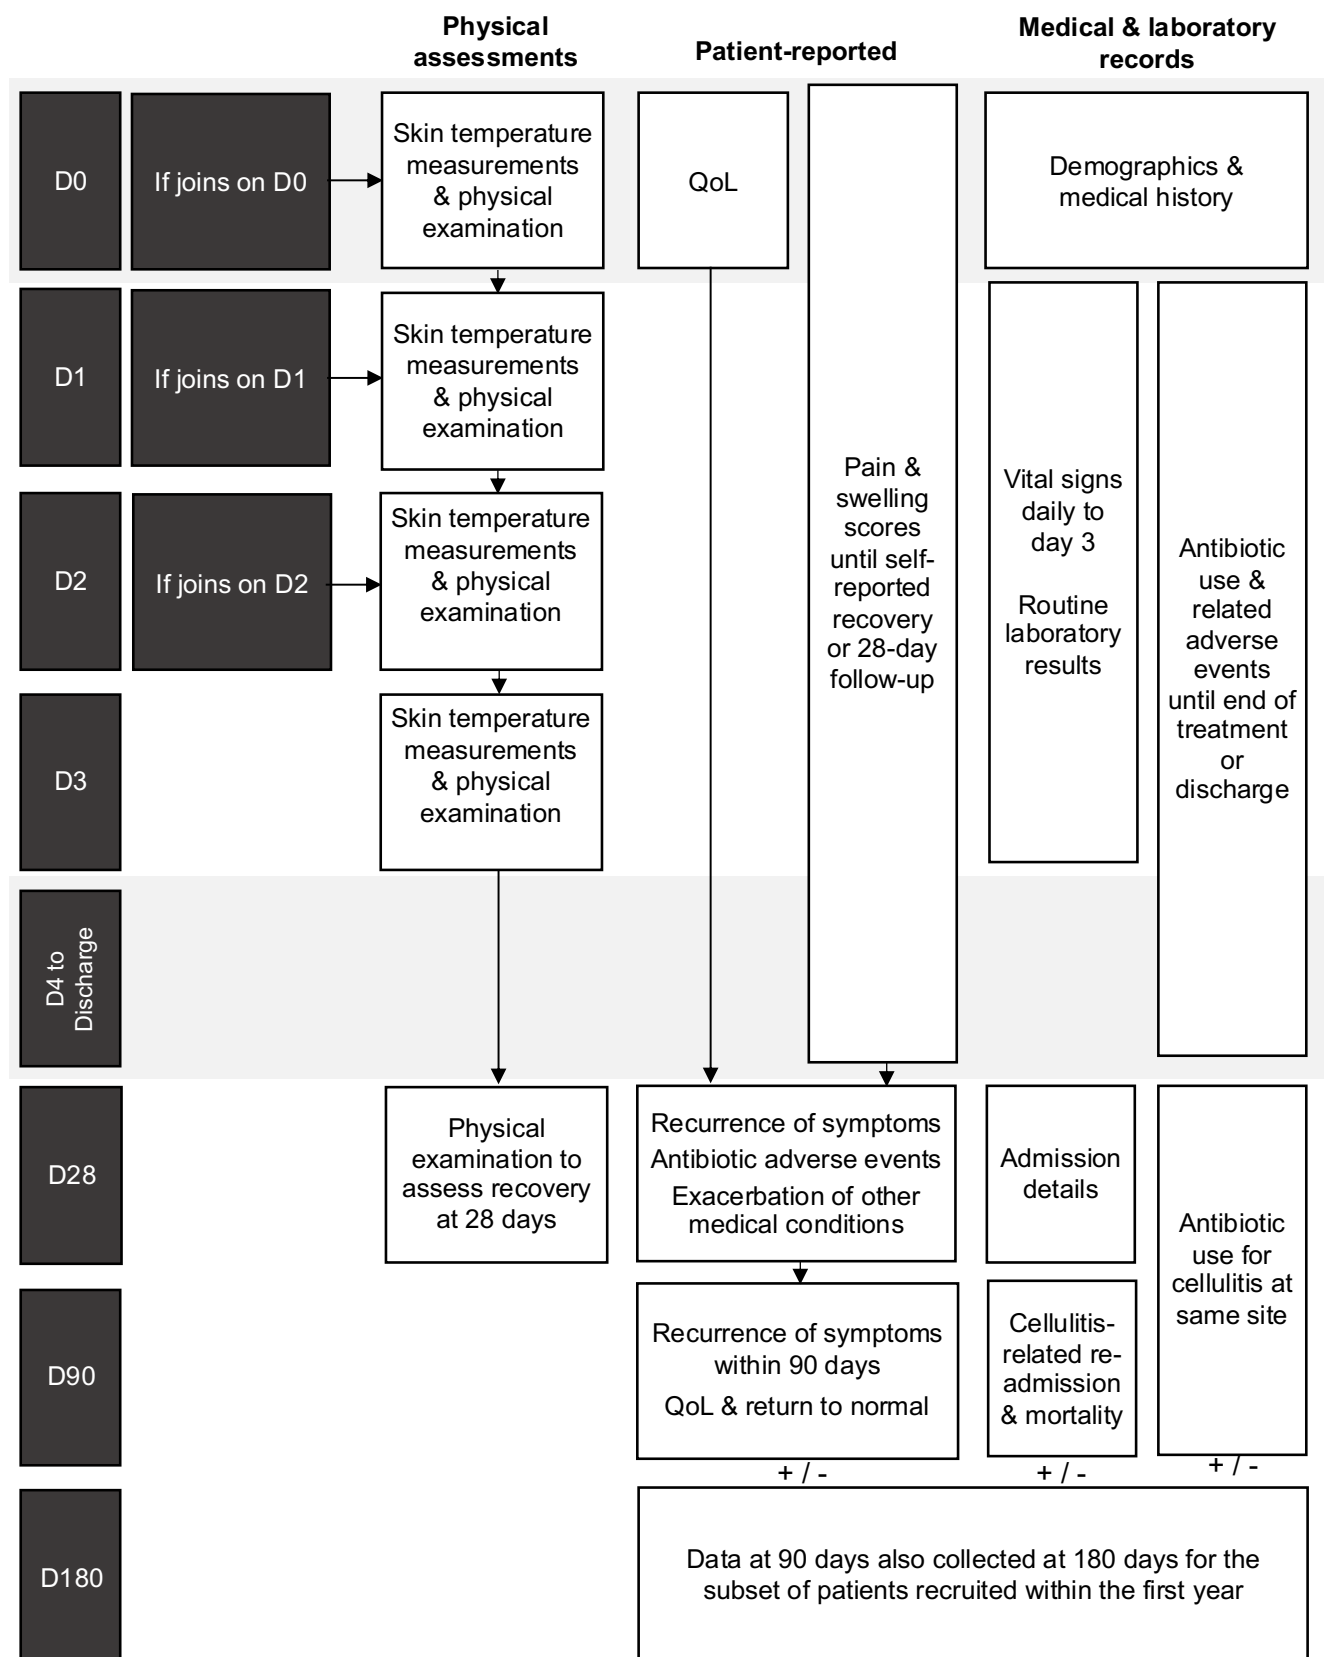 Physical
assessments
Patient-reported
Medical & laboratory
records
D0
If joins on D0
Skin temperature
measurements
& physical
examination
QoL
Demographics &
medical history
D1
If joins on D1
Skin temperature
measurements
& physical
examination
D2
If joins on D2
Skin temperature
measurements
& physical
examination
D3
Skin temperature
measurements
& physical
examination
Pain &
swelling
scores
until self-
reported
recovery
or 28-day
follow-up
Vital signs
daily to
day 3
Routine
laboratory
results
Antibiotic
use &
related
adverse
events
until end of
treatment
or
discharge
D4 to
Discharge
D28
Physical
examination to
assess recovery
at 28 days
Recurrence of symptoms
Antibiotic adverse events
Exacerbation of other
medical conditions
Admission
details
Antibiotic
use for
cellulitis at
same site
D90
Recurrence of symptoms
within 90 days
QoL & return to normal
Cellulitis-
related re-
admission
& mortality
+ / -
+ / -
+ / -
D180
Data at 90 days also collected at 180 days for the
subset of patients recruited within the first year